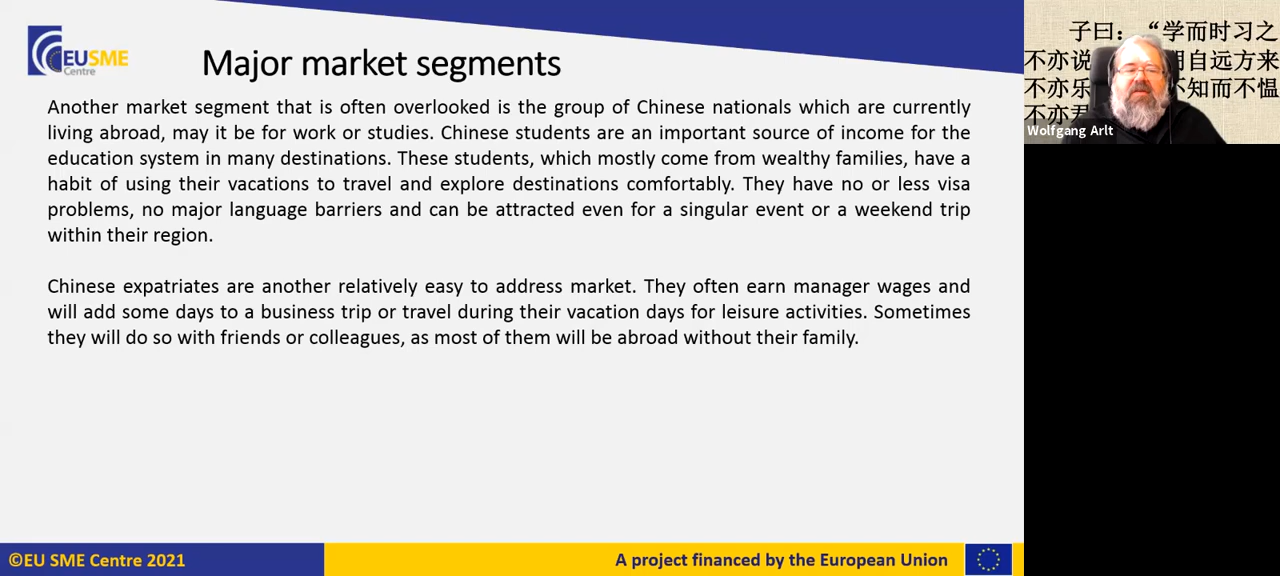 EUSME
Centre
Major market segments
Another market segment that is often overlooked is the group of Chinese nationals which are currently
living abroad, may it be for work or studies. Chinese students are an important source of income for the
education system in many destinations. These students, which mostly come from wealthy families, have a
habit of using their vacations to travel and explore destinations comfortably. They have no or less visa
problems, no major language barriers and can be attracted even for a singular event or a weekend trip
within their region.
Chinese expatriates are another relatively easy to address market. They often earn manager wages and
will add some days to a business trip or travel during their vacation days for leisure activities. Sometimes
they will do so with friends or colleagues, as most of them will be abroad without their family.
©EU SME Centre 2021
A project financed by the European Union
子曰：“学而时习之
不亦说 自远方来
不亦乐 不知而不愠
不亦
Wolfgang Arlt